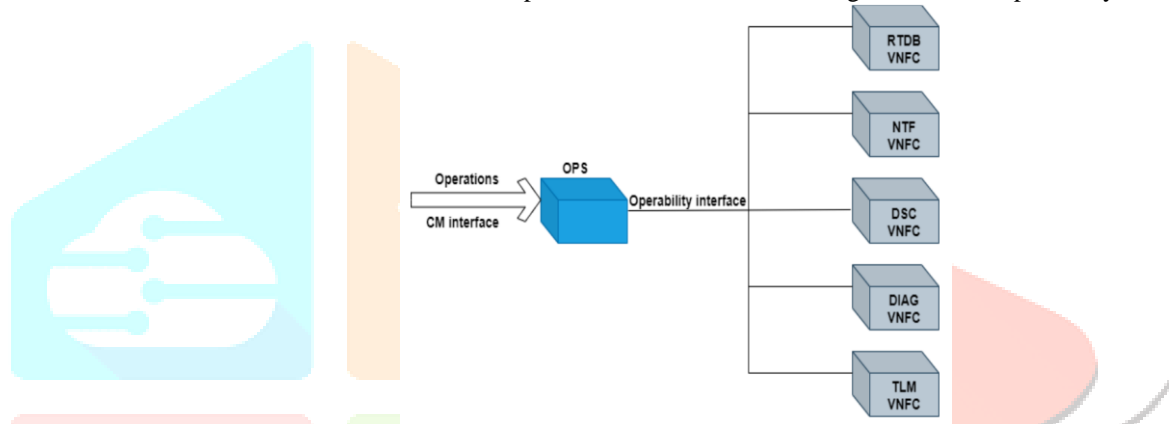 RTDB
VNFC
NTF
VNFC
OPS
Operations
CM interface
Operability interface
DSC
VNFC
DIAG
VNFC
TLM
VNFC